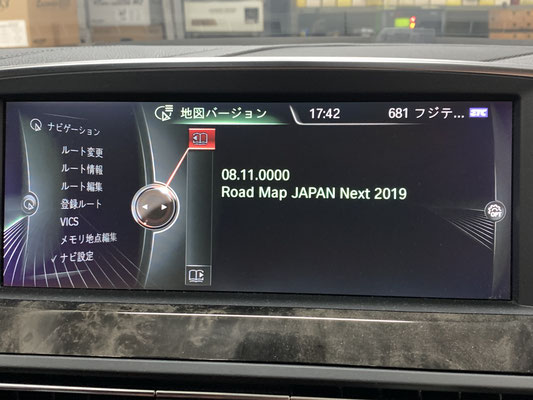 地図バージョン
17:42
681 フジテ...
ナビゲーション
ルート変更
ルート情報
ルート編集
登録ルート
VICS
メモリ地点編集
✓ナビ設定
08.11.0000
Road Map JAPAN Next 2019
OPT